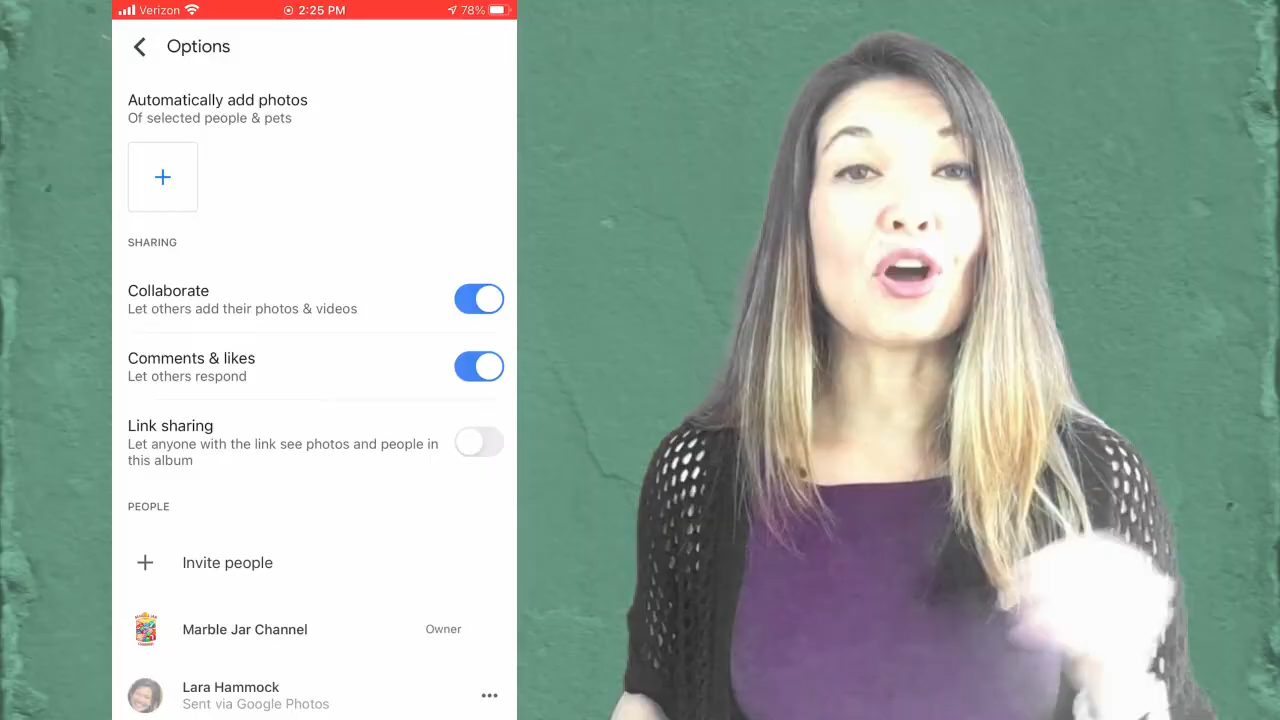 Verizon 2:25 PM 78%
Options
Automatically add photos
Of selected people & pets
SHARING
Collaborate
Let others add their photos & videos
Comments & likes
Let others respond
Link sharing
Let anyone with the link see photos and people in
this album
PEOPLE
Invite people
Marble Jar Channel Owner
Lara Hammock
Sent via Google Photos